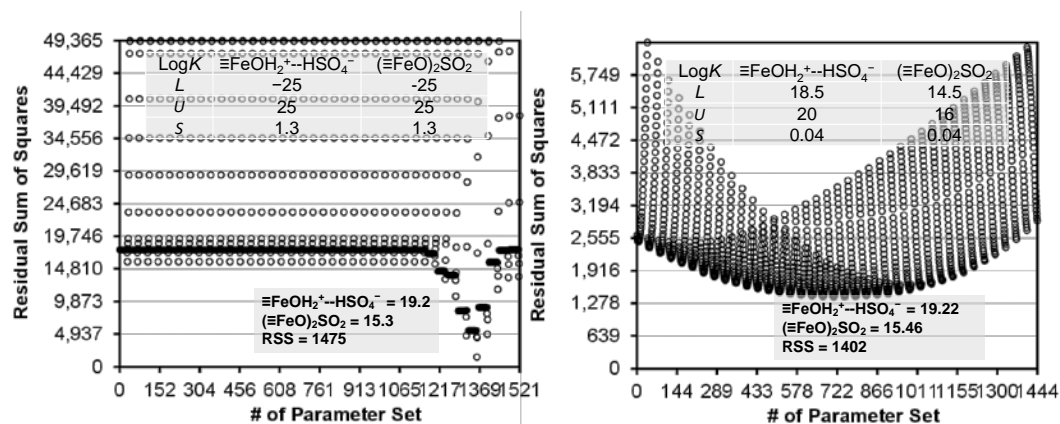 49,365
44,429
39,492
34,556
29,619
24,683
19,746
14,810
9,873
4,937
0
Residual Sum of Squares
LogK ≡FeOH₂⁺--HSO₄⁻ (≡FeO)₂SO₂
L −25 -25
U 25 25
S 1.3 1.3
≡FeOH₂⁺--HSO₄⁻ = 19.2
(≡FeO)₂SO₂ = 15.3
RSS = 1475
0 152 304 456 608 761 913 1065 1217 1369 1521
# of Parameter Set
5,749
5,111
4,472
3,833
3,194
2,555
1,916
1,278
639
0
Residual Sum of Squares
LogK ≡FeOH₂⁺--HSO₄⁻ (≡FeO)₂SO₂
L 18.5 14.5
U 20 16
S 0.04 0.04
≡FeOH₂⁺--HSO₄⁻ = 19.22
(≡FeO)₂SO₂ = 15.46
RSS = 1402
0 144 289 433 578 722 866 1011 1155 1300 1444
# of Parameter Set